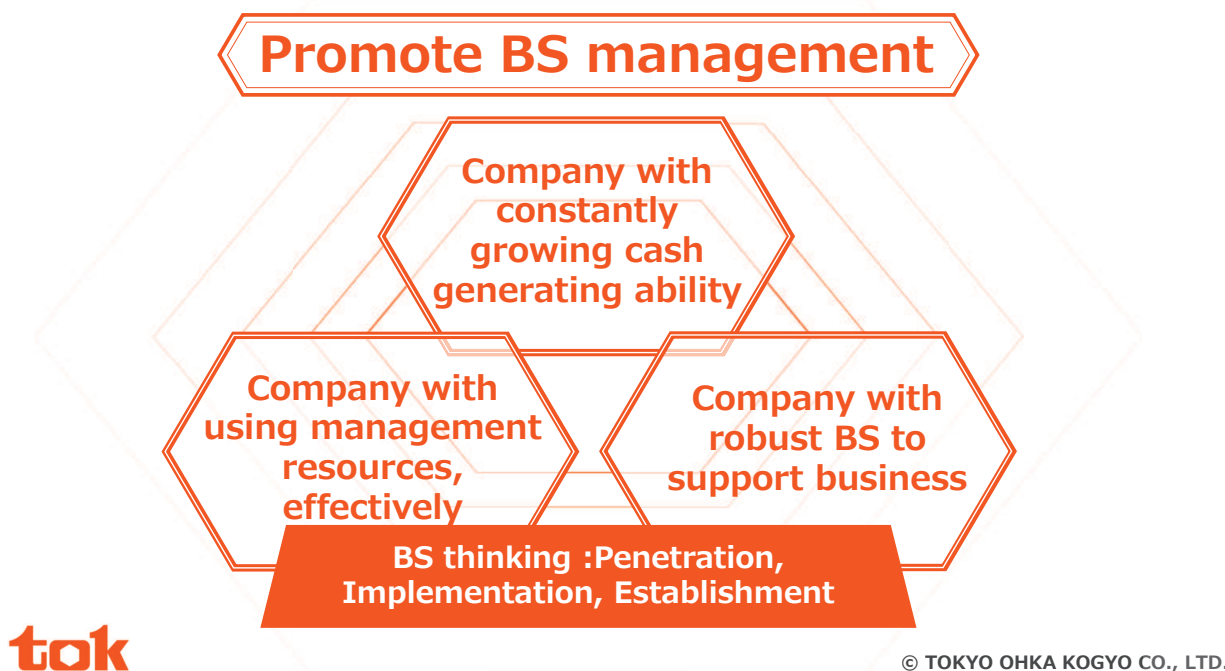 Promote BS management
Company with
constantly
growing cash
generating ability
Company with
using management
resources,
effectively
Company with
robust BS to
support business
BS thinking :Penetration,
Implementation, Establishment
tok
© TOKYO OHKA KOGYO CO., LTD.